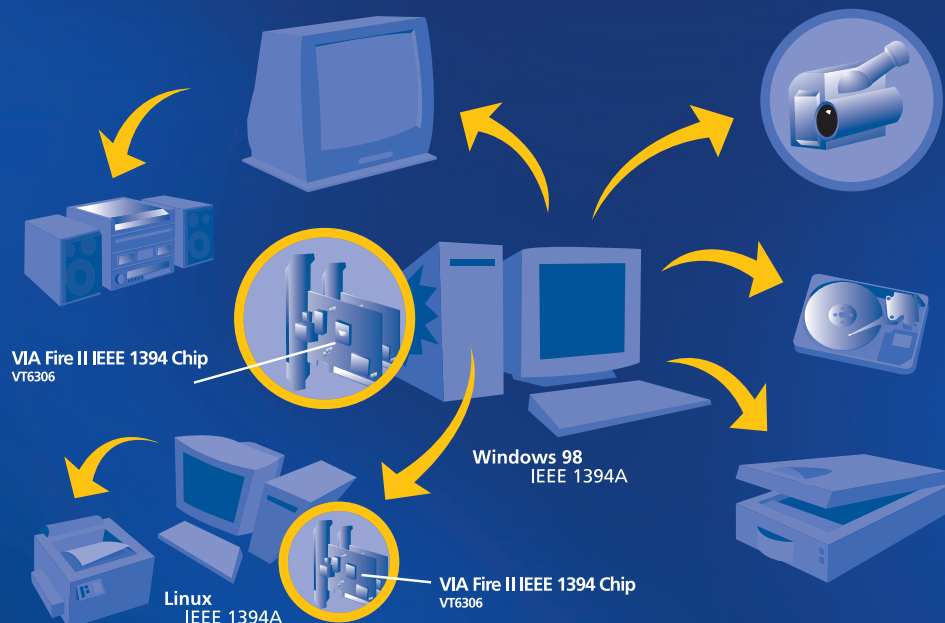 VIA Fire II IEEE 1394 Chip
VT6306
Windows 98
IEEE 1394A
VIA Fire II IEEE 1394 Chip
VT6306
Linux
IEEE 1394A